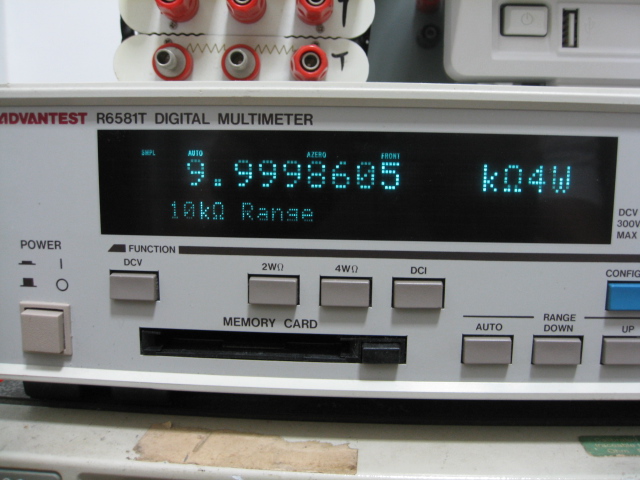 T
T
ADVANTEST R6581T DIGITAL MULTIMETER
SMPL AUTO AZERO FRONT
9.9998605 kΩ4W
10kΩ Range
DCV
300V
MAX
POWER
FUNCTION
DCV 2WΩ 4WΩ DCI
CONFIG
MEMORY CARD
AUTO RANGE DOWN UP